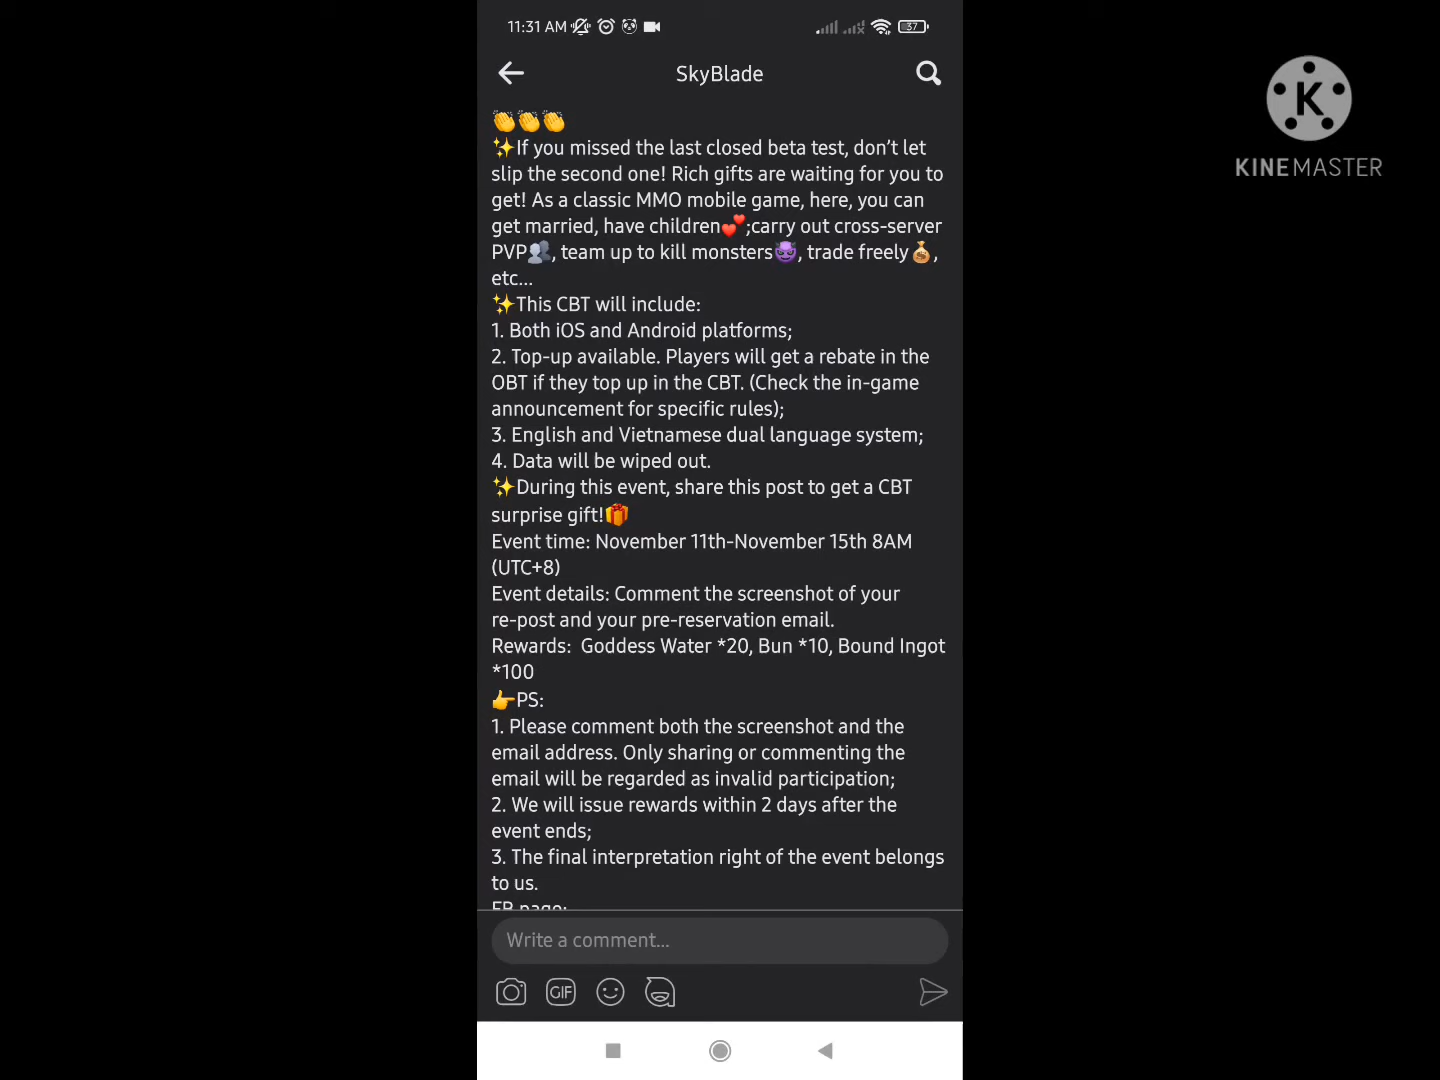 11:31 AM
37
SkyBlade
K
KINEMASTER
👏👏👏
✨If you missed the last closed beta test, don’t let
slip the second one! Rich gifts are waiting for you to
get! As a classic MMO mobile game, here, you can
get married, have children💕;carry out cross-server
PVP👥, team up to kill monsters😈, trade freely💰,
etc...
✨This CBT will include:
1. Both iOS and Android platforms;
2. Top-up available. Players will get a rebate in the
OBT if they top up in the CBT. (Check the in-game
announcement for specific rules);
3. English and Vietnamese dual language system;
4. Data will be wiped out.
✨During this event, share this post to get a CBT
surprise gift!🎁
Event time: November 11th-November 15th 8AM
(UTC+8)
Event details: Comment the screenshot of your
re-post and your pre-reservation email.
Rewards:  Goddess Water *20, Bun *10, Bound Ingot
*100
👉PS:
1. Please comment both the screenshot and the
email address. Only sharing or commenting the
email will be regarded as invalid participation;
2. We will issue rewards within 2 days after the
event ends;
3. The final interpretation right of the event belongs
to us.
FB page:
Write a comment...
GIF